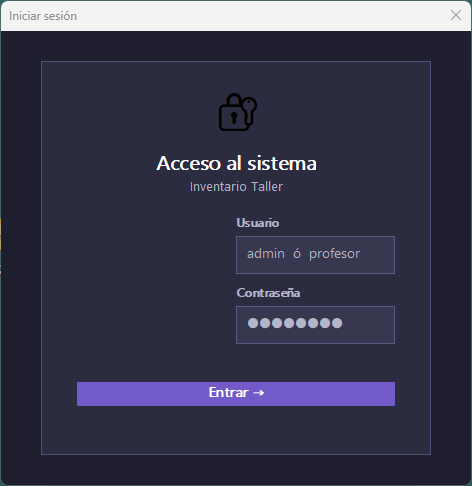 Iniciar sesión
Acceso al sistema
Inventario Taller
Usuario
admin ó profesor
Contraseña
●●●●●●●●
Entrar →